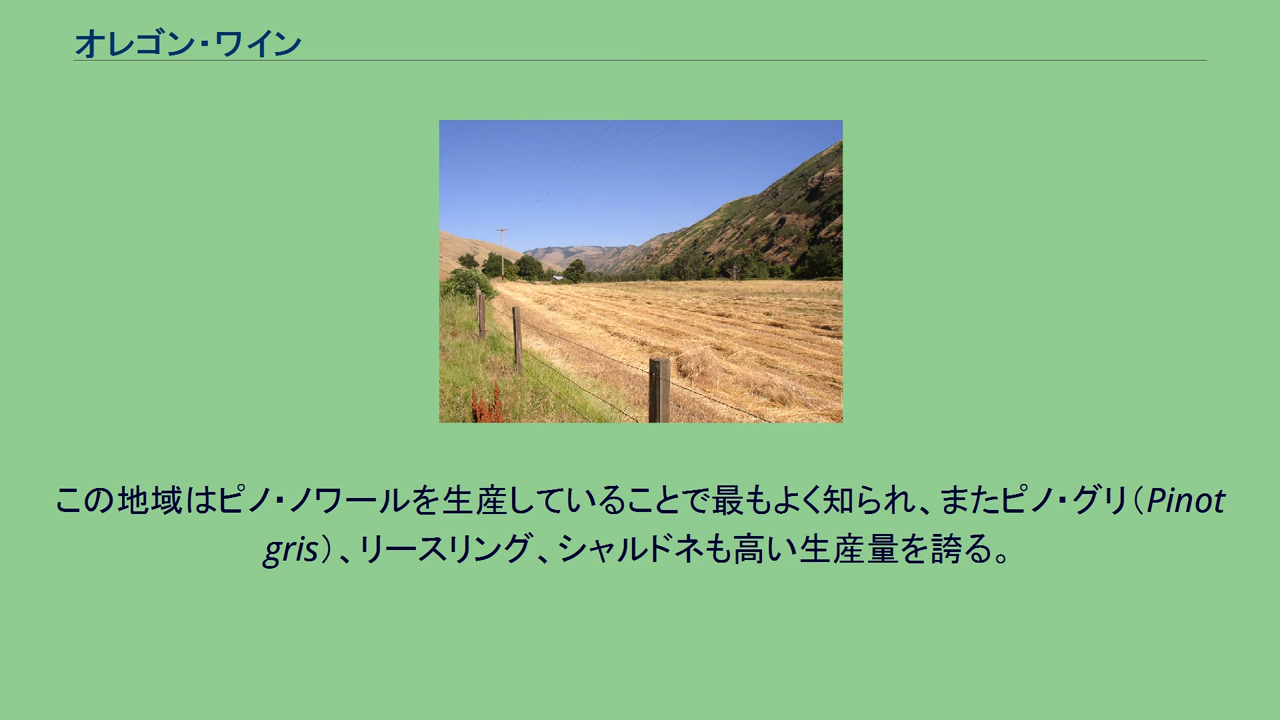 オレゴン・ワイン
この地域はピノ・ノワールを生産していることで最もよく知られ、またピノ・グリ（Pinot
gris）、リースリング、シャルドネも高い生産量を誇る。